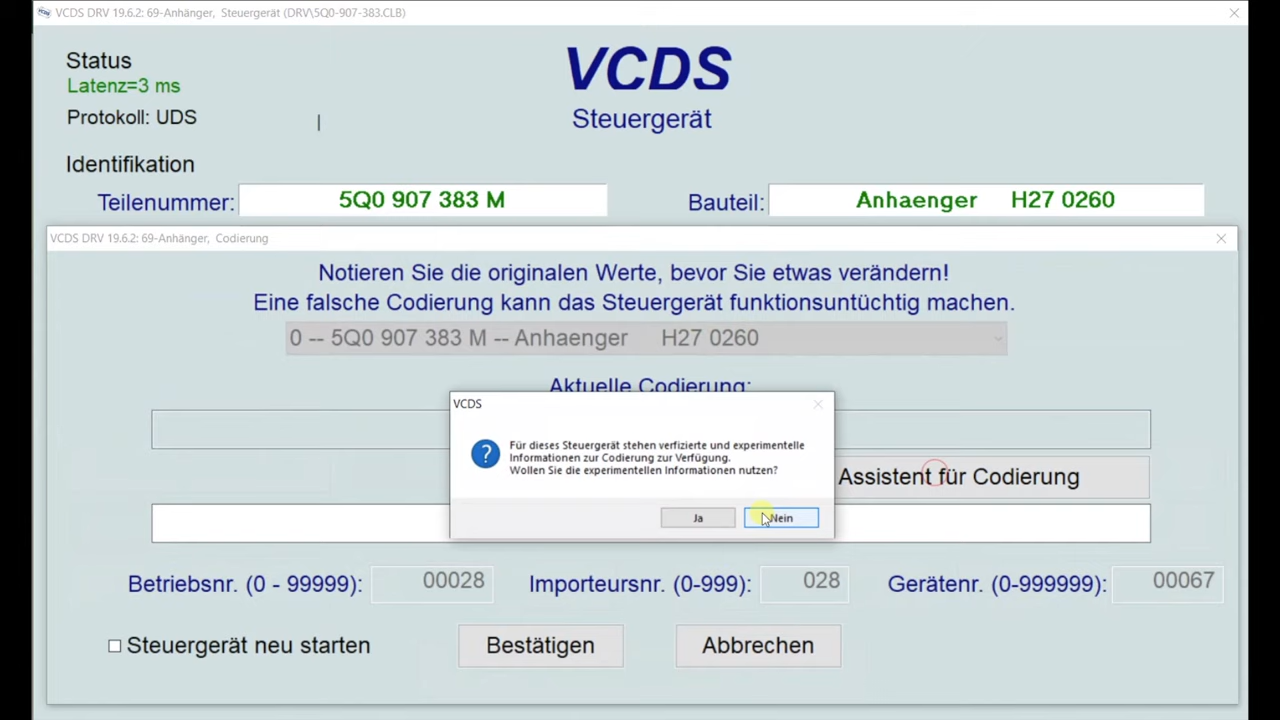 VCDS DRV 19.6.2: 69-Anhänger, Steuergerät (DRV\5Q0-907-383.CLB)
Status
Latenz=3 ms
Protokoll: UDS
VCDS
Steuergerät
Identifikation
Teilenummer: 5Q0 907 383 M Bauteil: Anhaenger H27 0260
VCDS DRV 19.6.2: 69-Anhänger, Codierung
Notieren Sie die originalen Werte, bevor Sie etwas verändern!
Eine falsche Codierung kann das Steuergerät funktionsuntüchtig machen.
0 -- 5Q0 907 383 M -- Anhaenger H27 0260
Aktuelle Codierung:
VCDS
Für dieses Steuergerät stehen verfizierte und experimentelle
Informationen zur Codierung zur Verfügung.
Wollen Sie die experimentellen Informationen nutzen?
Ja Nein
Assistent für Codierung
Betriebsnr. (0 - 99999): 00028 Importeursnr. (0-999): 028 Gerätenr. (0-999999): 00067
Steuergerät neu starten Bestätigen Abbrechen